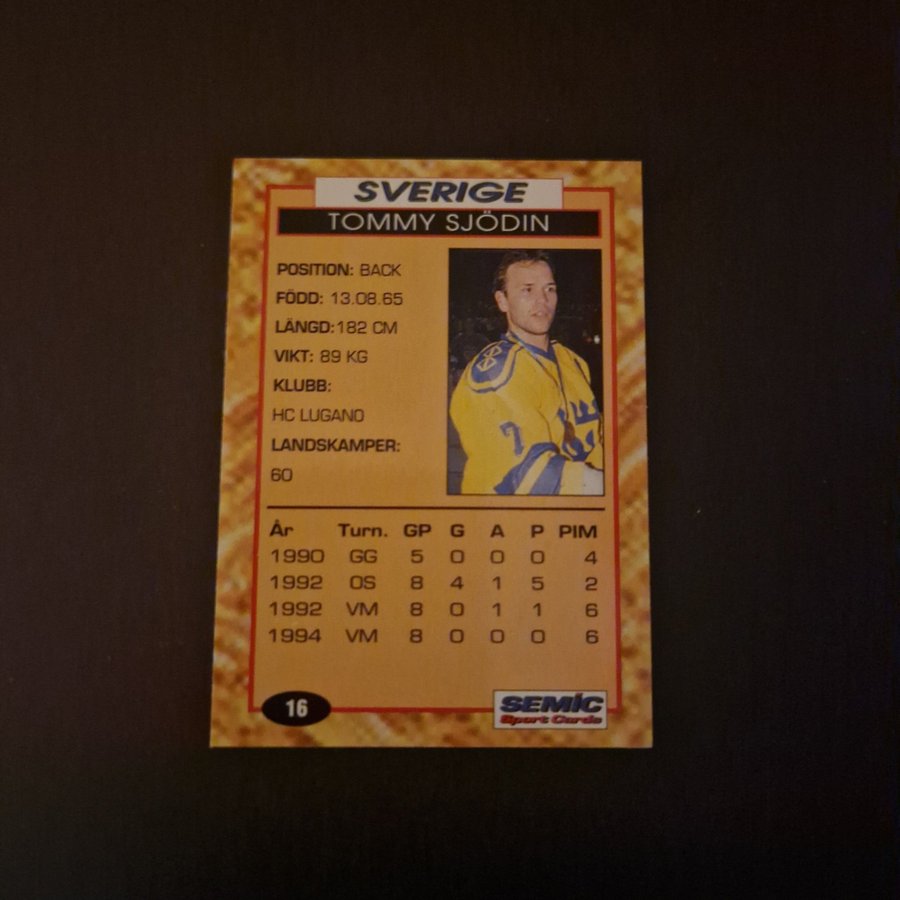 SVERIGE
TOMMY SJÖDIN
POSITION: BACK
FÖDD: 13.08.65
LÄNGD:182 CM
VIKT: 89 KG
KLUBB:
HC LUGANO
LANDSKAMPER:
60
7
År Turn. GP G A P PIM
1990 GG 5 0 0 0 4
1992 OS 8 4 1 5 2
1992 VM 8 0 1 1 6
1994 VM 8 0 0 0 6
16
SEMIC
Sport Cards